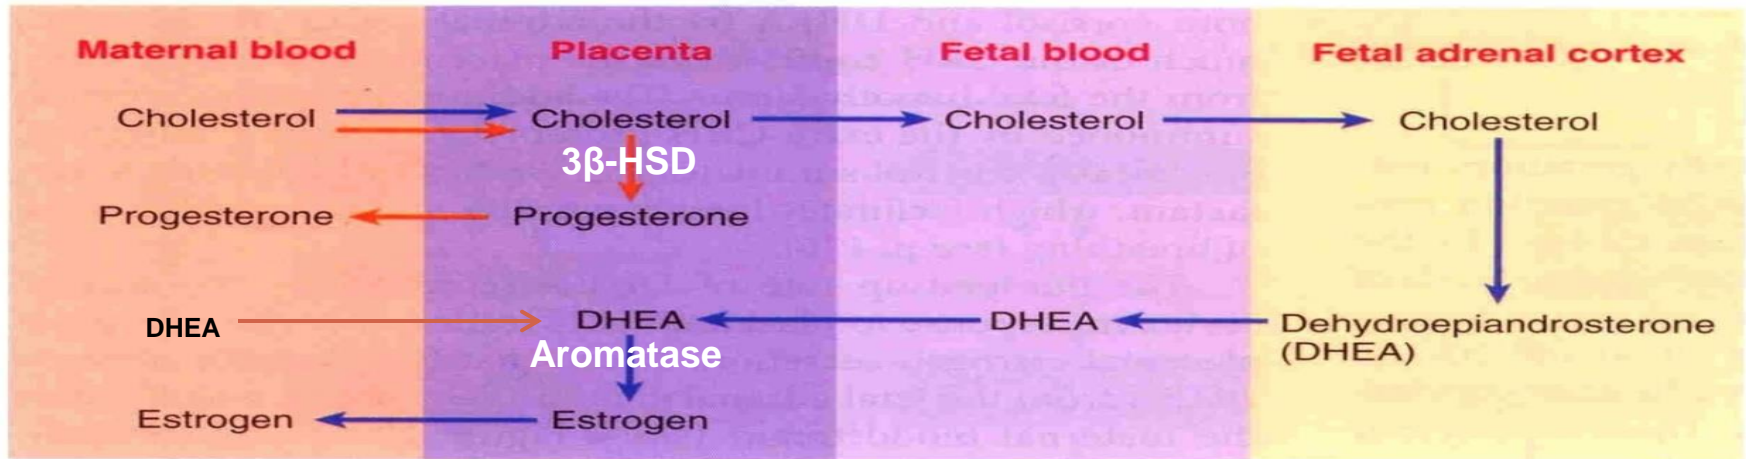 Maternal blood Placenta Fetal blood Fetal adrenal cortex
Cholesterol Cholesterol Cholesterol Cholesterol
3β-HSD
Progesterone Progesterone
DHEA DHEA DHEA Dehydroepiandrosterone
(DHEA)
Aromatase
Estrogen Estrogen